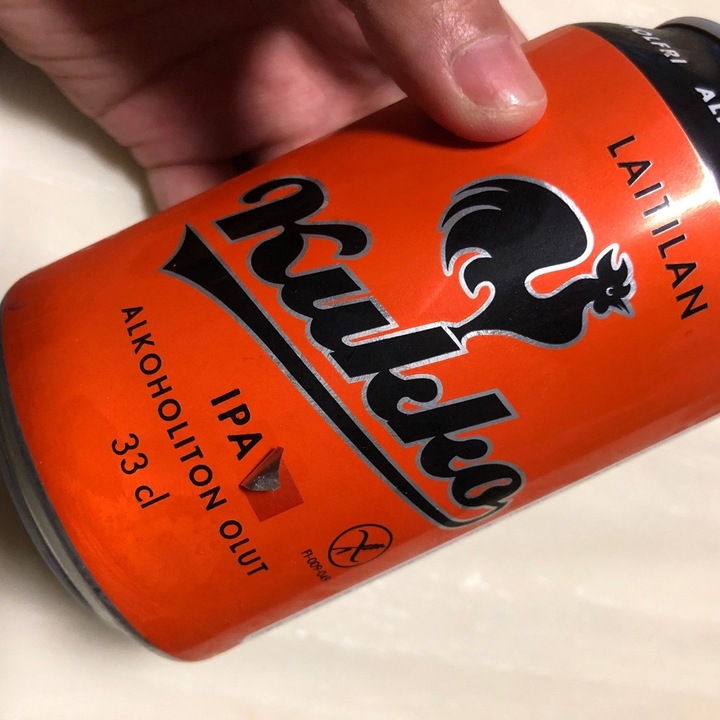 LAITILAN
Kukko
IPA
ALKOHOLITON OLUT
33 cl